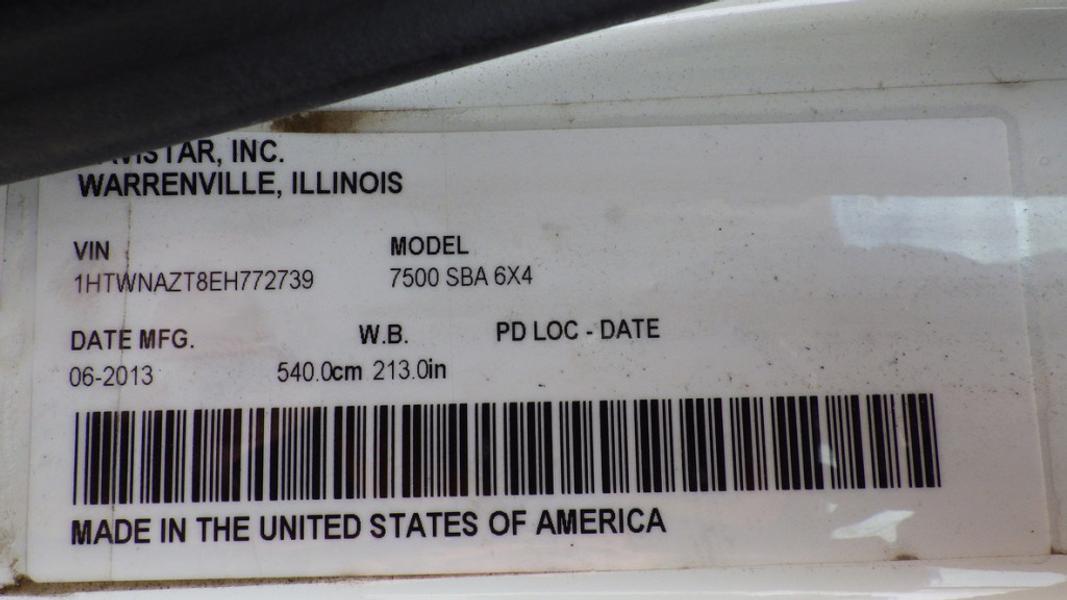 NAVISTAR, INC.
WARRENVILLE, ILLINOIS
VIN MODEL
1HTWNAZT8EH772739 7500 SBA 6X4
DATE MFG. W.B. PD LOC - DATE
06-2013 540.0cm 213.0in
MADE IN THE UNITED STATES OF AMERICA